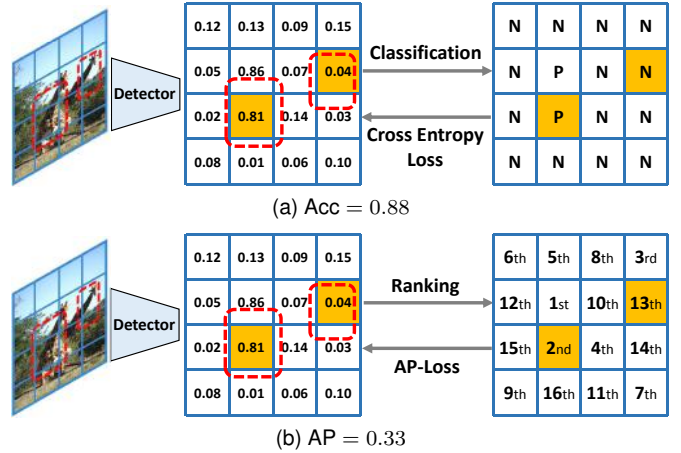 0.12 0.13 0.09 0.15 N N N N
Classification
0.05 0.86 0.07 0.04 N P N N
Detector
0.02 0.81 0.14 0.03 N P N N
Cross Entropy
Loss
0.08 0.01 0.06 0.10 N N N N
(a) Acc = 0.88
0.12 0.13 0.09 0.15 6th 5th 8th 3rd
Ranking
0.05 0.86 0.07 0.04 12th 1st 10th 13th
Detector
0.02 0.81 0.14 0.03 15th 2nd 4th 14th
AP-Loss
0.08 0.01 0.06 0.10 9th 16th 11th 7th
(b) AP = 0.33